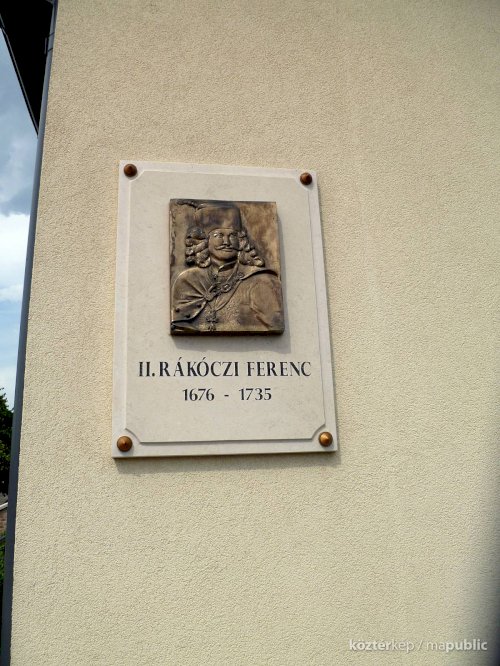 II. RÁKÓCZI FERENC
1676 - 1735
köztérkép / mapublic